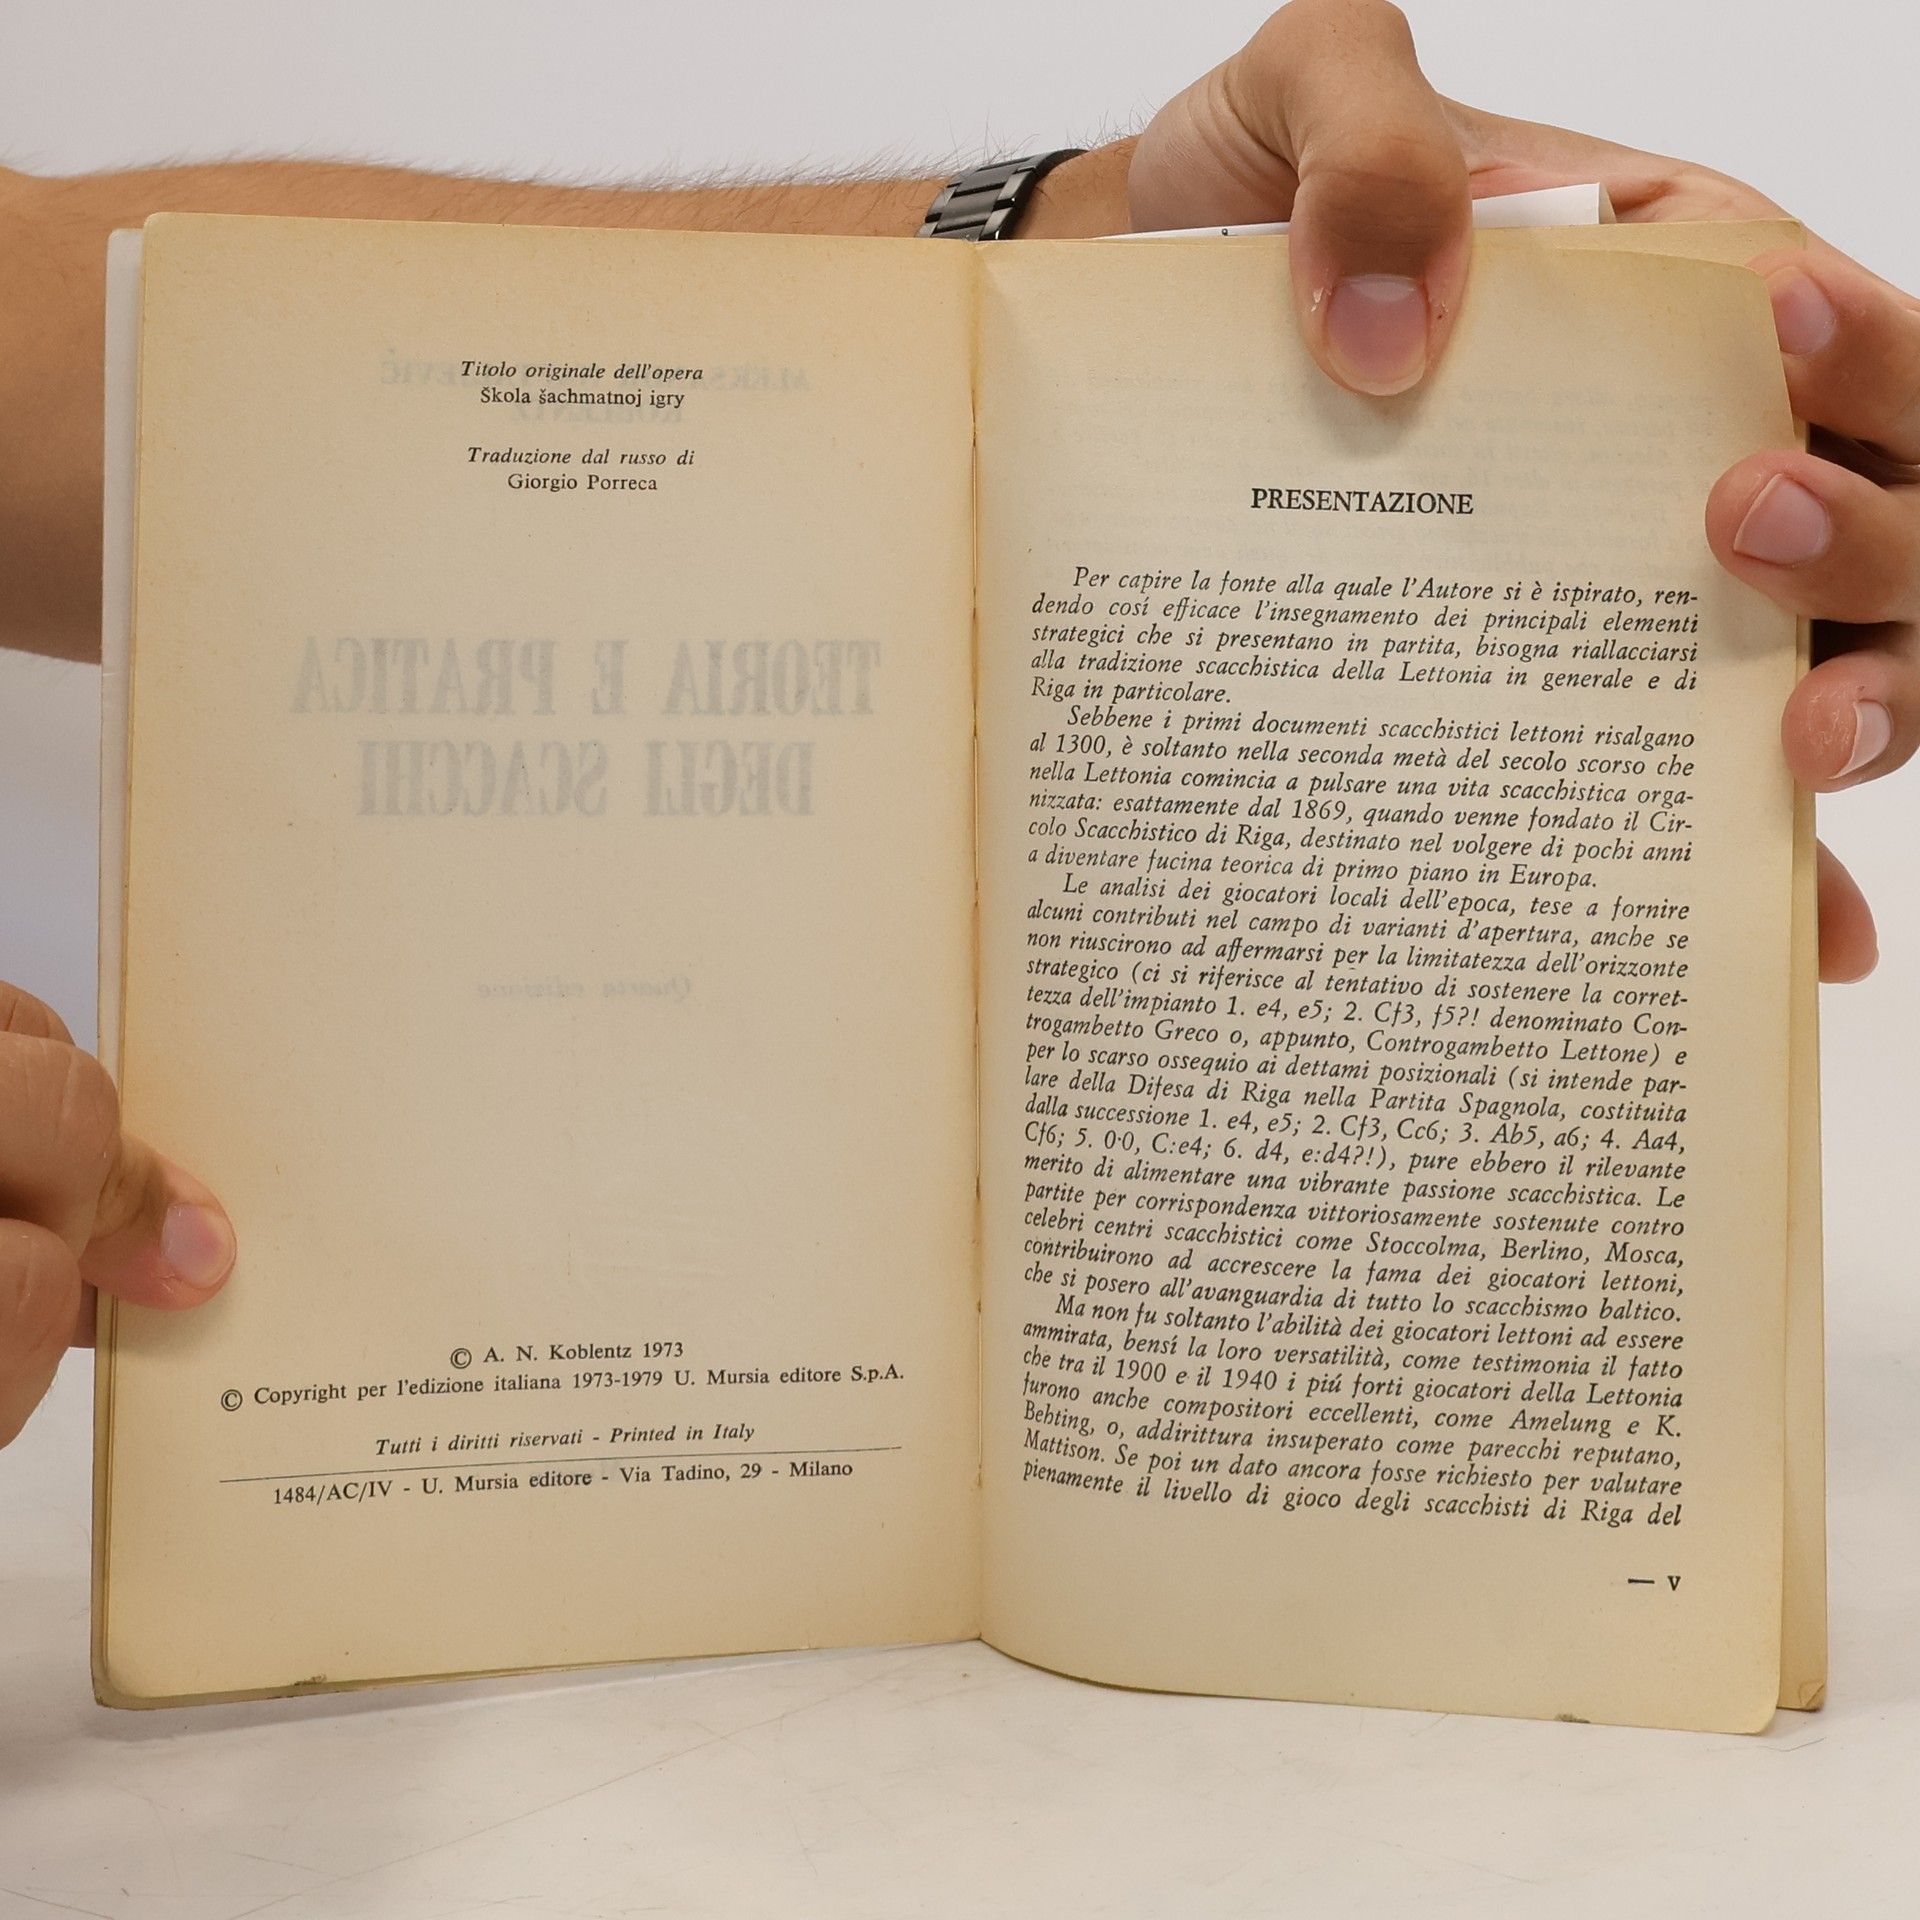 Titolo originale dell'opera
Škola šachmatnoj igry
Traduzione dal russo di
Giorgio Porreca
TEORIA E PRATICA
DEGLI SCACCHI
Quarta edizione
© A. N. Koblentz 1973
© Copyright per l'edizione italiana 1973-1979 U. Mursia editore S.p.A.
Tutti i diritti riservati - Printed in Italy
1484/AC/IV - U. Mursia editore - Via Tadino, 29 - Milano
PRESENTAZIONE
Per capire la fonte alla quale l'Autore si è ispirato, ren-
dendo cosí efficace l'insegnamento dei principali elementi
strategici che si presentano in partita, bisogna riallacciarsi
alla tradizione scacchistica della Lettonia in generale e di
Riga in particolare.
Sebbene i primi documenti scacchistici lettoni risalgano
al 1300, è soltanto nella seconda metà del secolo scorso che
nella Lettonia comincia a pulsare una vita scacchistica orga-
nizzata: esattamente dal 1869, quando venne fondato il Cir-
colo Scacchistico di Riga, destinato nel volgere di pochi anni
a diventare fucina teorica di primo piano in Europa.
Le analisi dei giocatori locali dell'epoca, tese a fornire
alcuni contributi nel campo di varianti d'apertura, anche se
non riuscirono ad affermarsi per la limitatezza dell'orizzonte
strategico (ci si riferisce al tentativo di sostenere la corret-
tezza dell'impianto 1. e4, e5; 2. Cf3, f5?! denominato Con-
trogambetto Greco o, appunto, Controgambetto Lettone) e
per lo scarso ossequio ai dettami posizionali (si intende par-
lare della Difesa di Riga nella Partita Spagnola, costituita
dalla successione 1. e4, e5; 2. Cf3, Cc6; 3. Ab5, a6; 4. Aa4,
Cf6; 5. 0-0, C:e4; 6. d4, e:d4?!), pure ebbero il rilevante
merito di alimentare una vibrante passione scacchistica. Le
partite per corrispondenza vittoriosamente sostenute contro
celebri centri scacchistici come Stoccolma, Berlino, Mosca,
contribuirono ad accrescere la fama dei giocatori lettoni,
che si posero all'avanguardia di tutto lo scacchismo baltico.
Ma non fu soltanto l'abilità dei giocatori lettoni ad essere
ammirata, bensí la loro versatilità, come testimonia il fatto
che tra il 1900 e il 1940 i piú forti giocatori della Lettonia
furono anche compositori eccellenti, come Amelung e K.
Behting, o, addirittura insuperato come parecchi reputano,
Mattison. Se poi un dato ancora fosse richiesto per valutare
pienamente il livello di gioco degli scacchisti di Riga del
— V